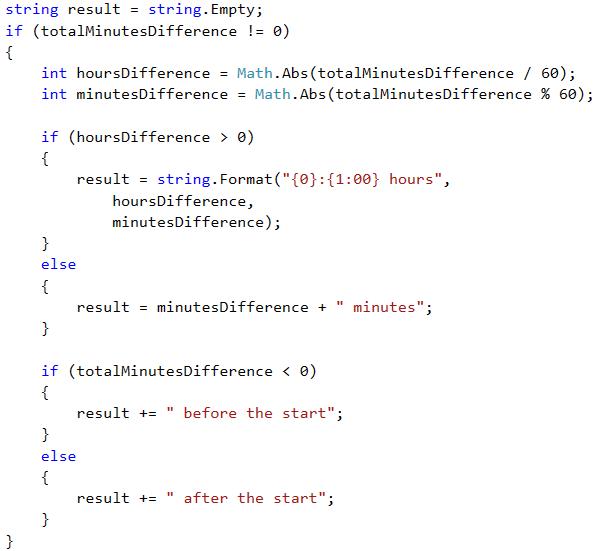 string result = string.Empty;
if (totalMinutesDifference != 0)
{
    int hoursDifference = Math.Abs(totalMinutesDifference / 60);
    int minutesDifference = Math.Abs(totalMinutesDifference % 60);

    if (hoursDifference > 0)
    {
        result = string.Format("{0}:{1:00} hours",
            hoursDifference,
            minutesDifference);
    }
    else
    {
        result = minutesDifference + " minutes";
    }

    if (totalMinutesDifference < 0)
    {
        result += " before the start";
    }
    else
    {
        result += " after the start";
    }
}